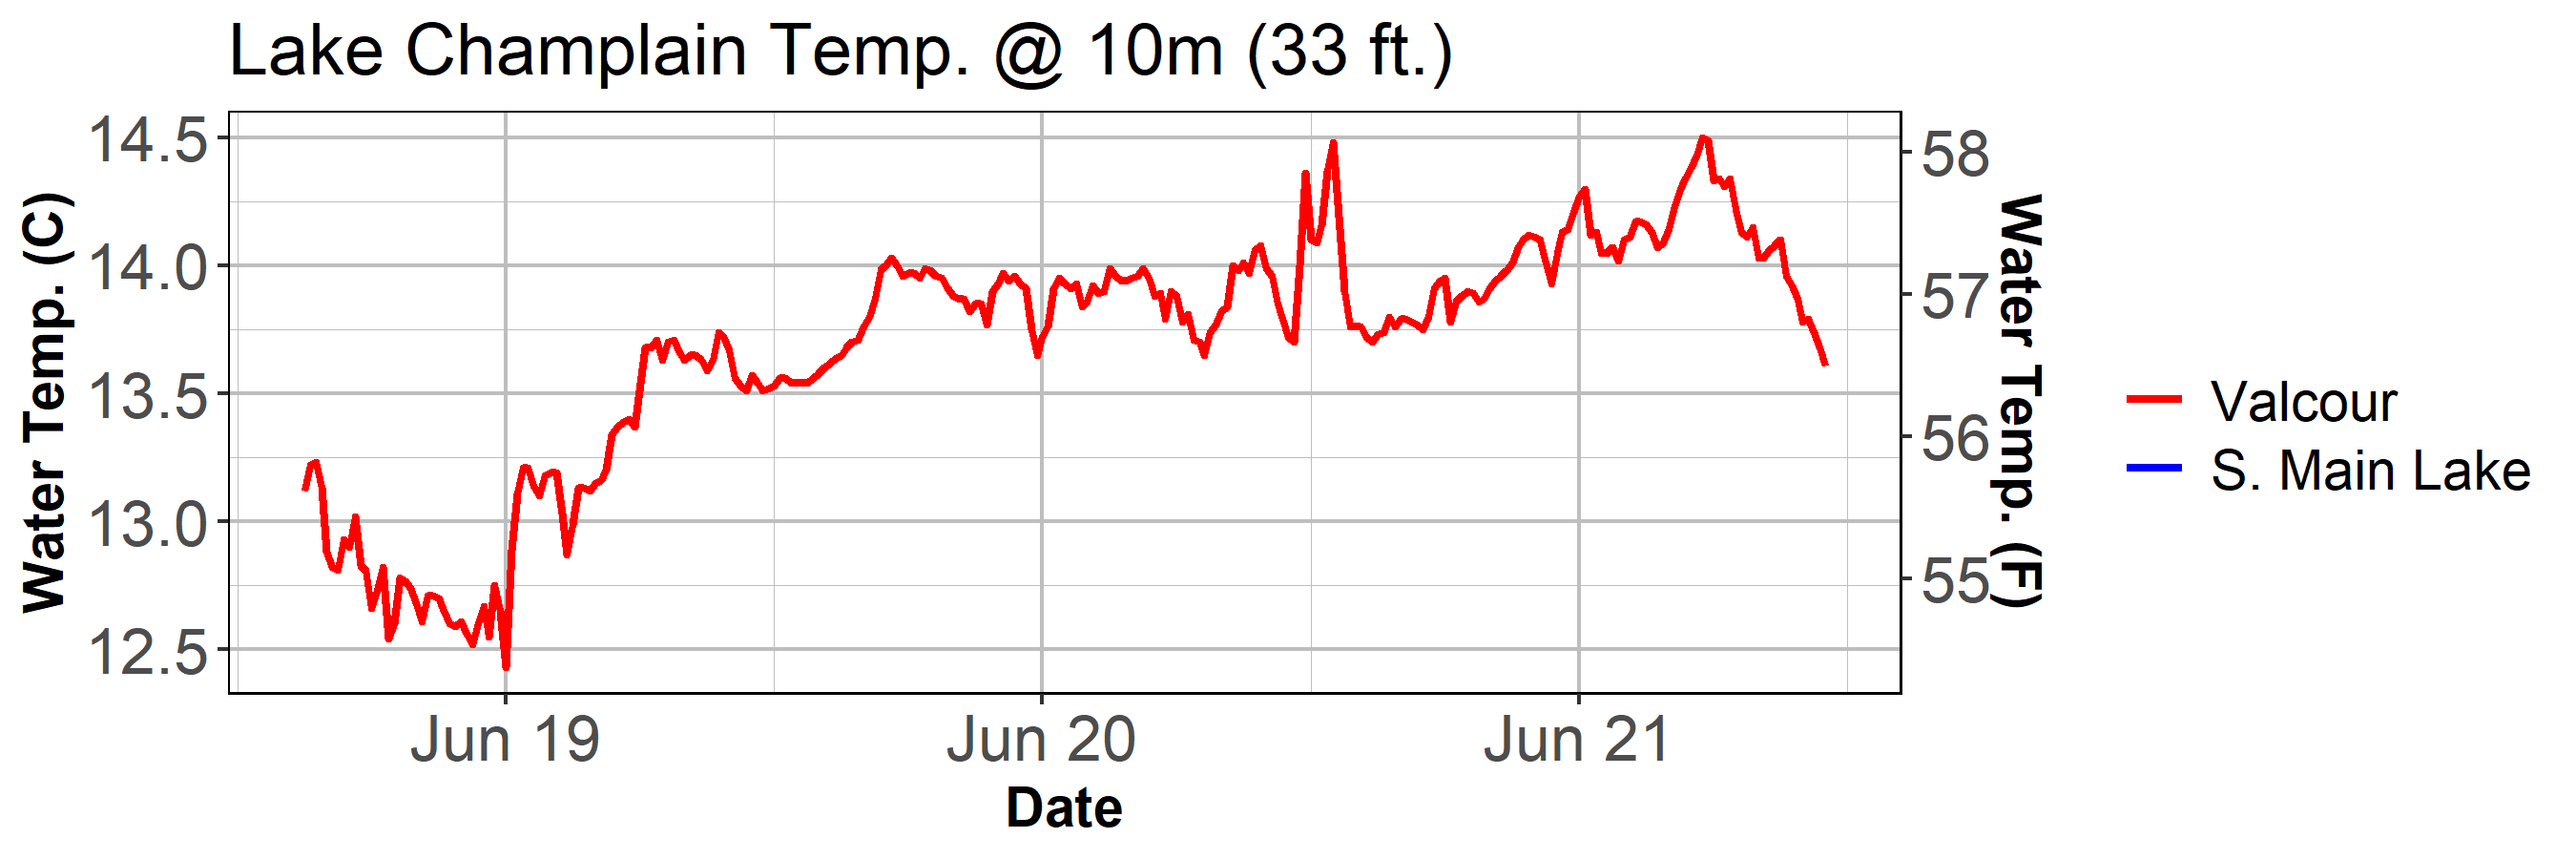 Lake Champlain Temp. @ 10m (33 ft.)
Water Temp. (C)
14.5
14.0
13.5
13.0
12.5
58
57
56
55
Water Temp. (F)
Jun 19
Jun 20
Jun 21
Date
Valcour
S. Main Lake